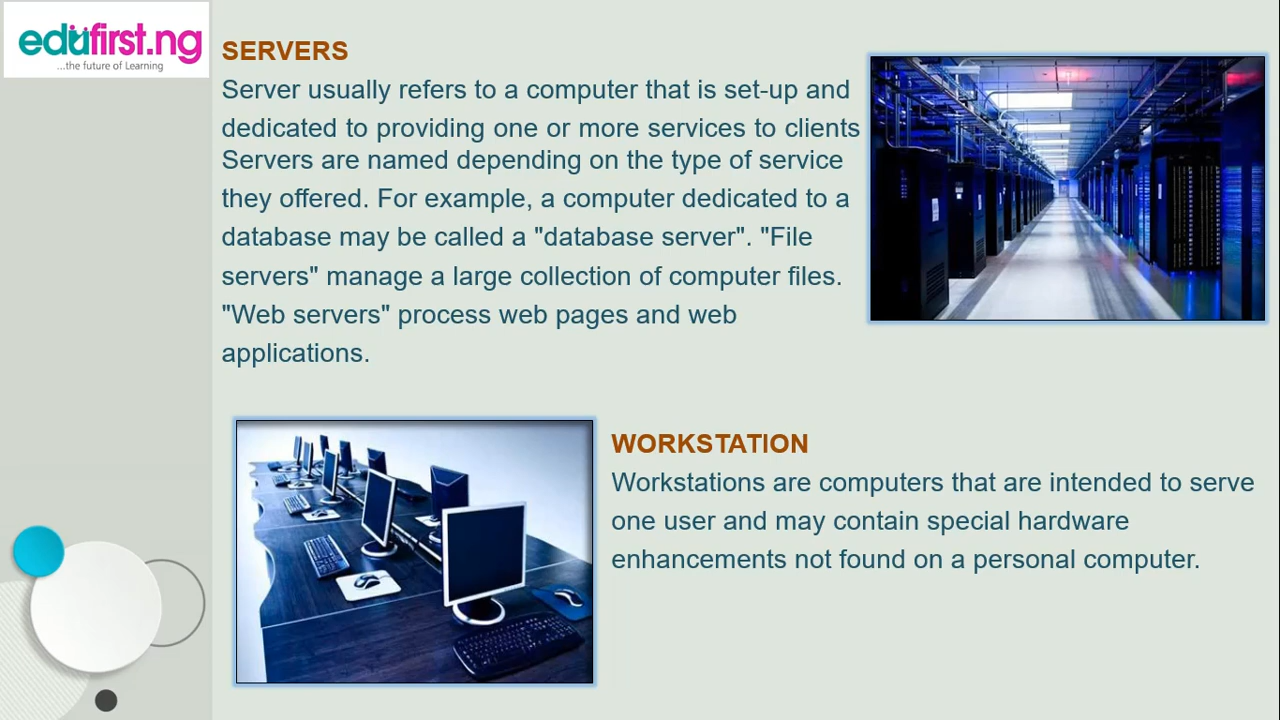 edufirst.ng
...the future of Learning
SERVERS
Server usually refers to a computer that is set-up and
dedicated to providing one or more services to clients
Servers are named depending on the type of service
they offered. For example, a computer dedicated to a
database may be called a "database server". "File
servers" manage a large collection of computer files.
"Web servers" process web pages and web
applications.
WORKSTATION
Workstations are computers that are intended to serve
one user and may contain special hardware
enhancements not found on a personal computer.